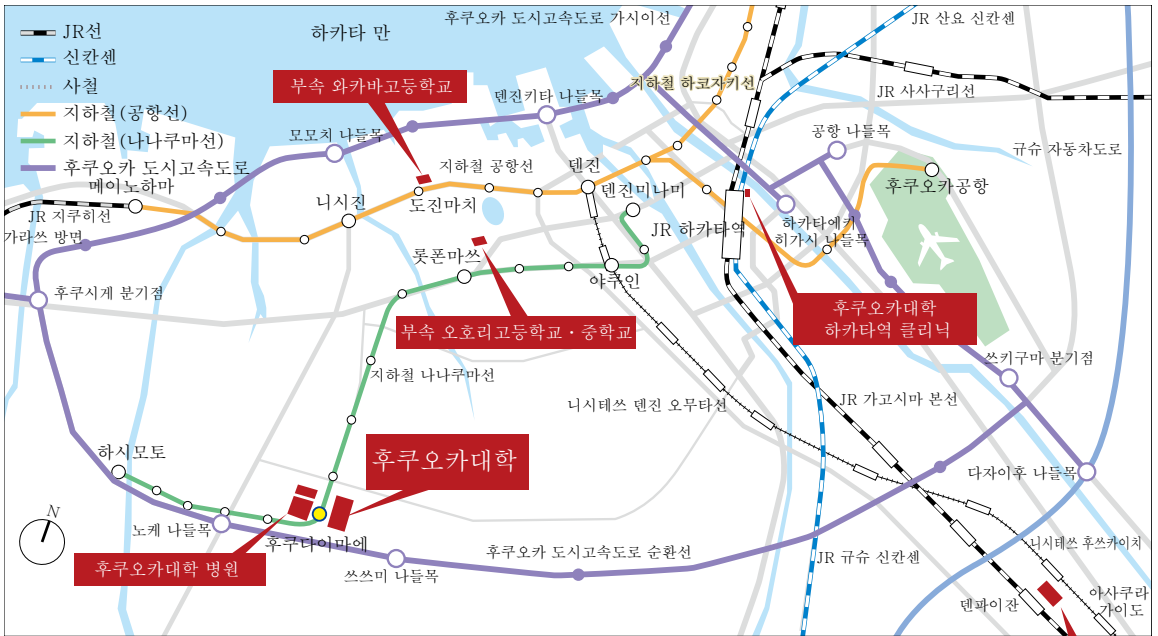 JR선
신칸센
사철
지하철(공항선)
지하철(나나쿠마선)
후쿠오카 도시고속도로
하카타 만
후쿠오카 도시고속도로 가시이선
JR 산요 신칸센
부속 와카바고등학교
덴진키타 나들목
지하철 하코자키선
JR 사사구리선
모모치 나들목
공항 나들목
규슈 자동차도로
메이노하마
지하철 공항선
덴진
후쿠오카공항
JR 지쿠히선
니시진
도진마치
덴진미나미
JR 하카타역
하카타에키
히가시 나들목
가라쓰 방면
롯폰마쓰
야쿠인
후쿠시게 분기점
부속 오호리고등학교・중학교
후쿠오카대학
하카타역 클리닉
쓰키구마 분기점
지하철 나나쿠마선
니시테쓰 덴진 오무타선
JR 가고시마 본선
하시모토
후쿠오카대학
다자이후 나들목
N
노케 나들목
후쿠다이마에
후쿠오카 도시고속도로 순환선
니시테쓰 후쓰카이치
후쿠오카대학 병원
쓰쓰미 나들목
JR 규슈 신칸센
덴파이잔
아사쿠라
가이도